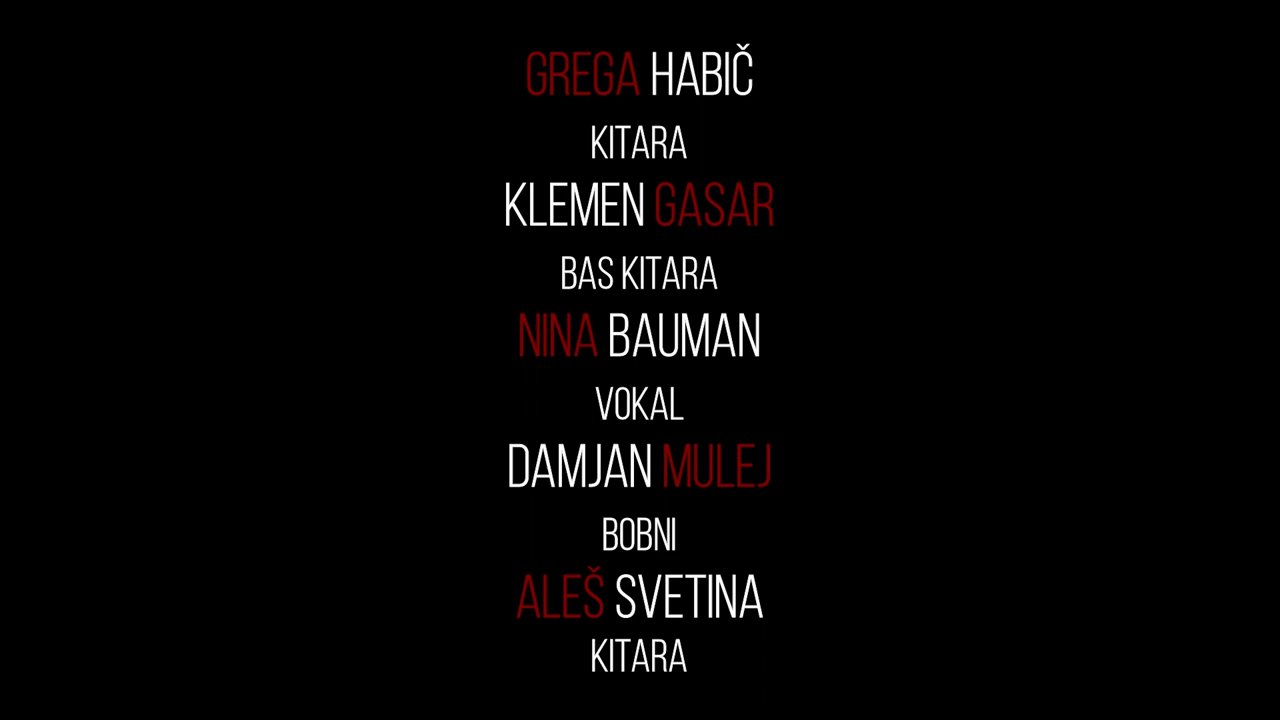 GREGA HABIČ
KITARA
KLEMEN GASAR
BAS KITARA
NINA BAUMAN
VOKAL
DAMJAN MULEJ
BOBNI
ALEŠ SVETINA
KITARA